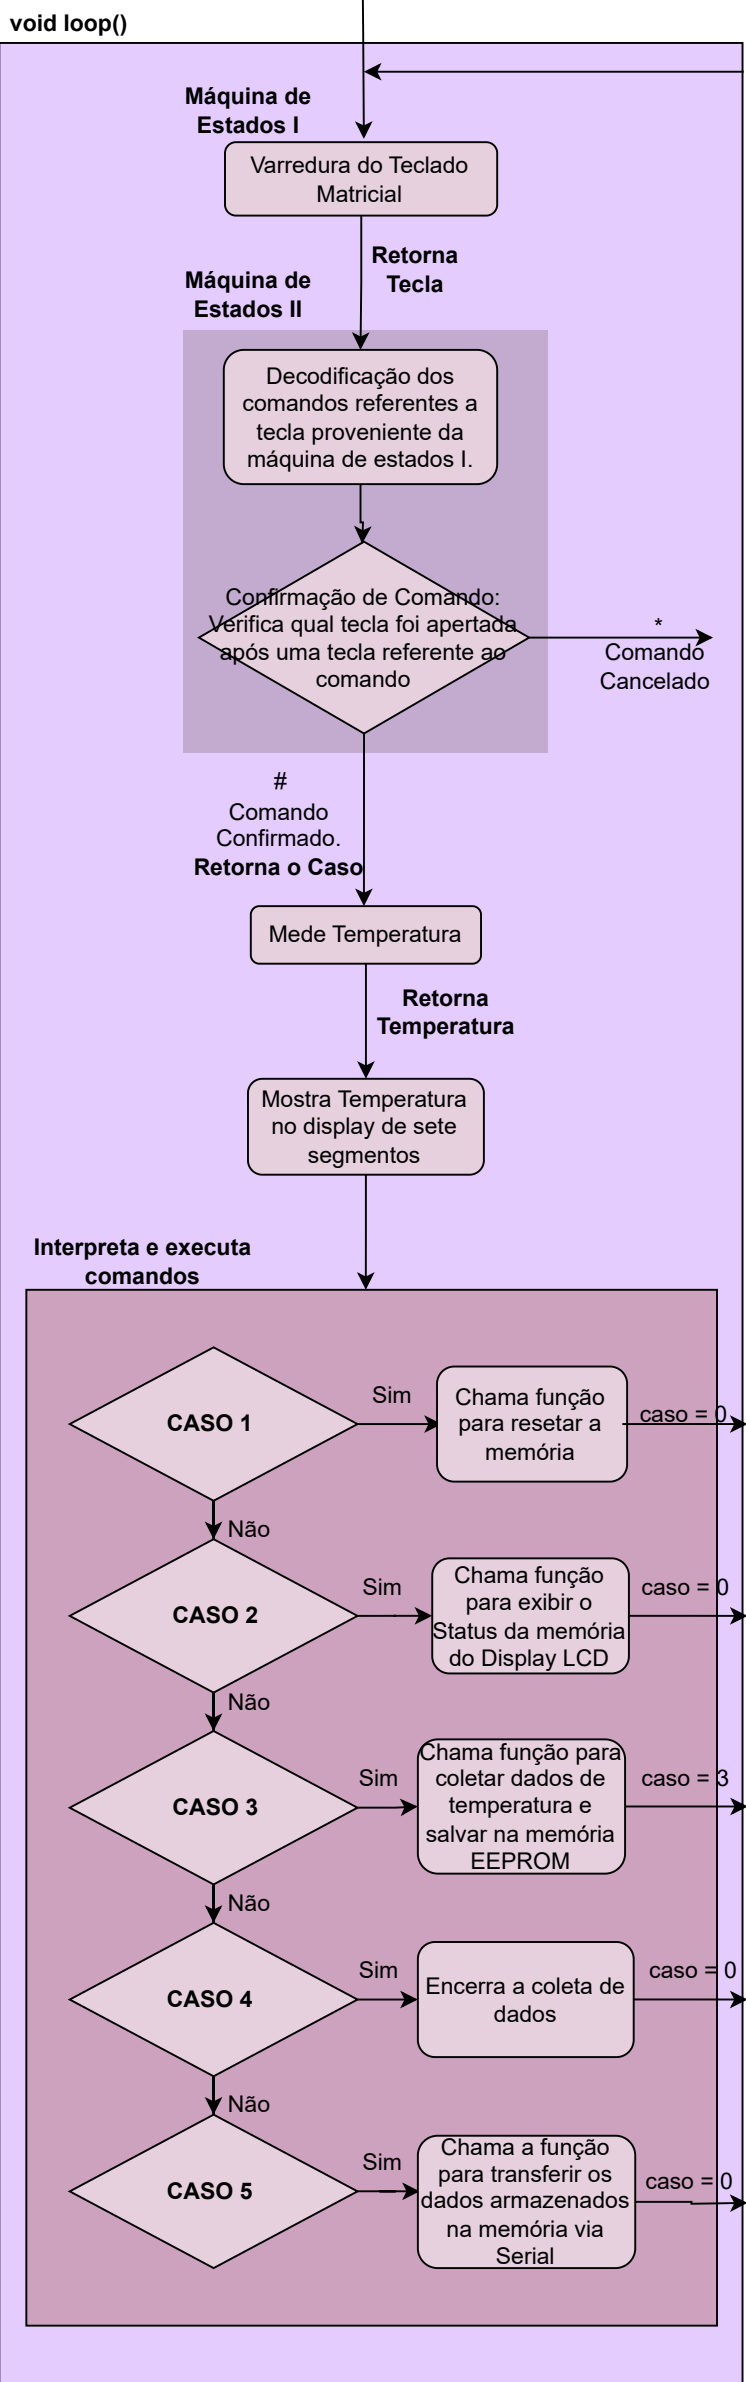 void loop()
Máquina de
Estados I
Varredura do Teclado
Matricial
Retorna
Tecla
Máquina de
Estados II
Decodificação dos
comandos referentes a
tecla proveniente da
máquina de estados I.
Confirmação de Comando:
Verifica qual tecla foi apertada
após uma tecla referente ao
comando
*
Comando
Cancelado
#
Comando
Confirmado.
Retorna o Caso
Mede Temperatura
Retorna
Temperatura
Mostra Temperatura
no display de sete
segmentos
Interpreta e executa
comandos
CASO 1
Sim
Chama função
para resetar a
memória
caso = 0
Não
CASO 2
Sim
Chama função
para exibir o
Status da memória
do Display LCD
caso = 0
Não
CASO 3
Sim
Chama função para
coletar dados de
temperatura e
salvar na memória
EEPROM
caso = 3
Não
CASO 4
Sim
Encerra a coleta de
dados
caso = 0
Não
CASO 5
Sim
Chama a função
para transferir os
dados armazenados
na memória via
Serial
caso = 0